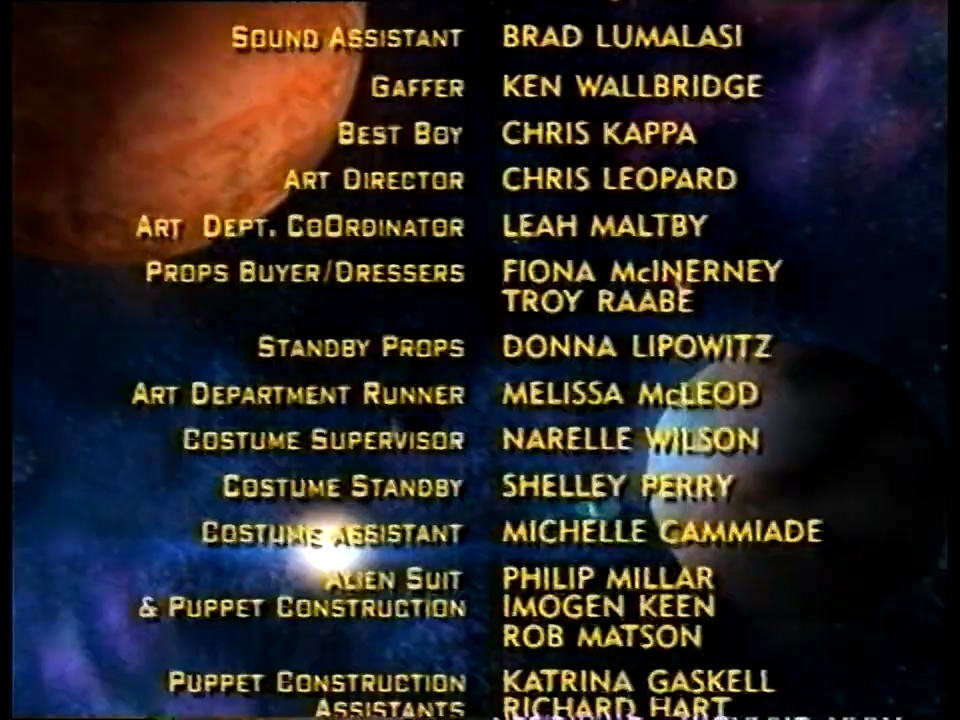 SOUND ASSISTANT BRAD LUMALASI
GAFFER KEN WALLBRIDGE
BEST BOY CHRIS KAPPA
ART DIRECTOR CHRIS LEOPARD
ART DEPT. COORDINATOR LEAH MALTBY
PROPS BUYER/DRESSERS FIONA McINERNEY
TROY RAABE
STANDBY PROPS DONNA LIPOWITZ
ART DEPARTMENT RUNNER MELISSA McLEOD
COSTUME SUPERVISOR NARELLE WILSON
COSTUME STANDBY SHELLEY PERRY
COSTUME ASSISTANT MICHELLE CAMMIADE
ALIEN SUIT PHILIP MILLAR
& PUPPET CONSTRUCTION IMOGEN KEEN
ROB MATSON
PUPPET CONSTRUCTION KATRINA GASKELL
ASSISTANTS RICHARD HART